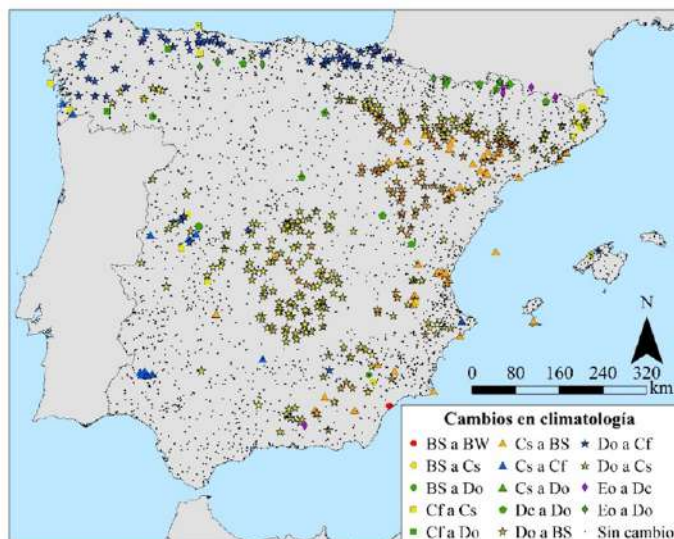 N
0 80 160 240 320
km
Cambios en climatología
BS a BW Cs a BS Do a Cf
BS a Cs Cs a Cf Do a Cs
BS a Do Cs a Do Eo a Dc
Cf a Cs Dc a Do Eo a Do
Cf a Do Do a BS Sin cambio